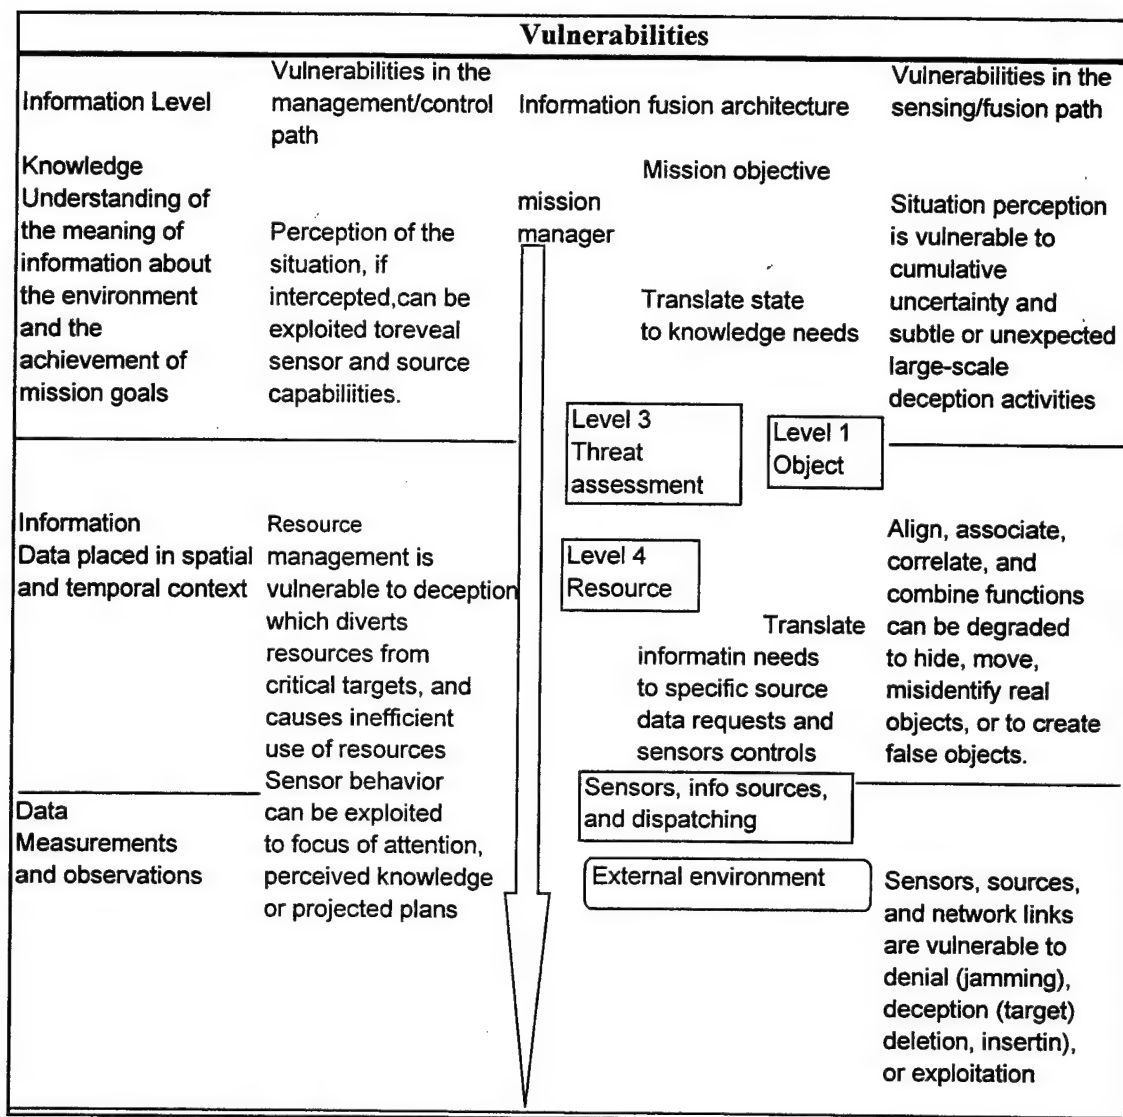 Vulnerabilities
Information Level
Vulnerabilities in the
management/control
path
Information fusion architecture
Vulnerabilities in the
sensing/fusion path
Knowledge
Understanding of
the meaning of
information about
the environment
and the
achievement of
mission goals
Perception of the
situation, if
intercepted,can be
exploited toreveal
sensor and source
capabiliities.
Mission objective
mission
manager
Translate state
to knowledge needs
Situation perception
is vulnerable to
cumulative
uncertainty and
subtle or unexpected
large-scale
deception activities
Level 3
Threat
assessment
Level 1
Object
Information
Data placed in spatial
and temporal context
Resource
management is
vulnerable to deception
which diverts
resources from
critical targets, and
causes inefficient
use of resources
Level 4
Resource
Translate
informatin needs
to specific source
data requests and
sensors controls
Align, associate,
correlate, and
combine functions
can be degraded
to hide, move,
misidentify real
objects, or to create
false objects.
Data
Measurements
and observations
Sensor behavior
can be exploited
to focus of attention,
perceived knowledge
or projected plans
Sensors, info sources,
and dispatching
External environment
Sensors, sources,
and network links
are vulnerable to
denial (jamming),
deception (target)
deletion, insertin),
or exploitation